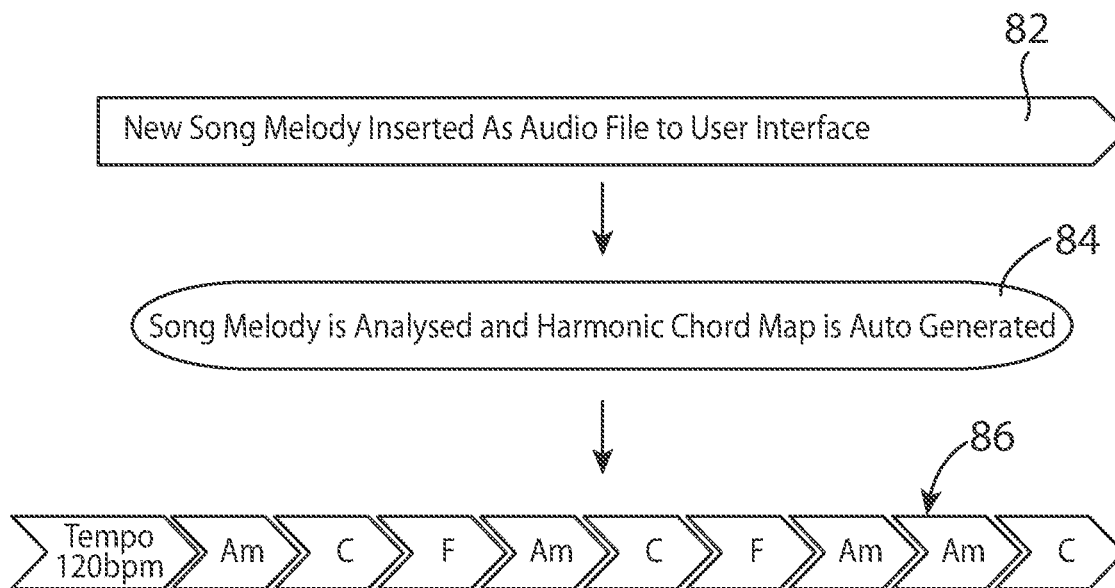 82
New Song Melody Inserted As Audio File to User Interface
84
Song Melody is Analysed and Harmonic Chord Map is Auto Generated
86
Tempo
120bpm Am C F Am C F Am Am C